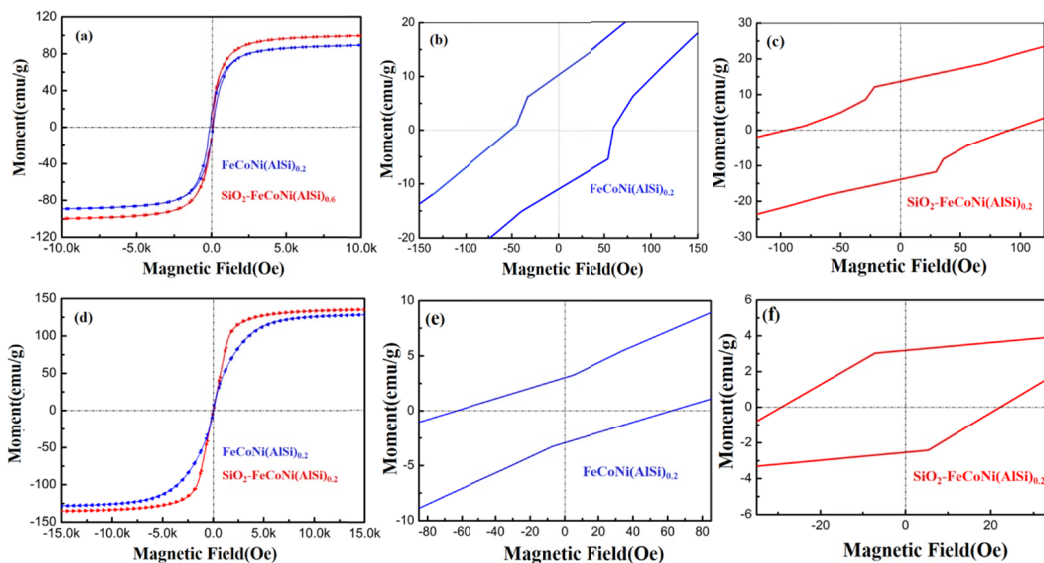 (a)
120
80
40
0
-40
-80
-120
Moment(emu/g)
FeCoNi(AlSi)0.2
SiO2-FeCoNi(AlSi)0.6
-10.0k -5.0k 0.0 5.0k 10.0k
Magnetic Field(Oe)
(b)
20
10
0
-10
-20
Moment(emu/g)
FeCoNi(AlSi)0.2
-150 -100 -50 0 50 100 150
Magnetic Field(Oe)
(c)
30
20
10
0
-10
-20
-30
Moment(emu/g)
SiO2-FeCoNi(AlSi)0.2
-100 -50 0 50 100
Magnetic Field(Oe)
(d)
150
100
50
0
-50
-100
-150
Moment(emu/g)
FeCoNi(AlSi)0.2
SiO2-FeCoNi(AlSi)0.2
-15.0k -10.0k -5.0k 0.0 5.0k 10.0k 15.0k
Magnetic Field(Oe)
(e)
10
5
0
-5
-10
Moment(emu/g)
FeCoNi(AlSi)0.2
-80 -60 -40 -20 0 20 40 60 80
Magnetic Field(Oe)
(f)
6
4
2
0
-2
-4
-6
Moment(emu/g)
SiO2-FeCoNi(AlSi)0.2
-20 0 20
Magnetic Field(Oe)